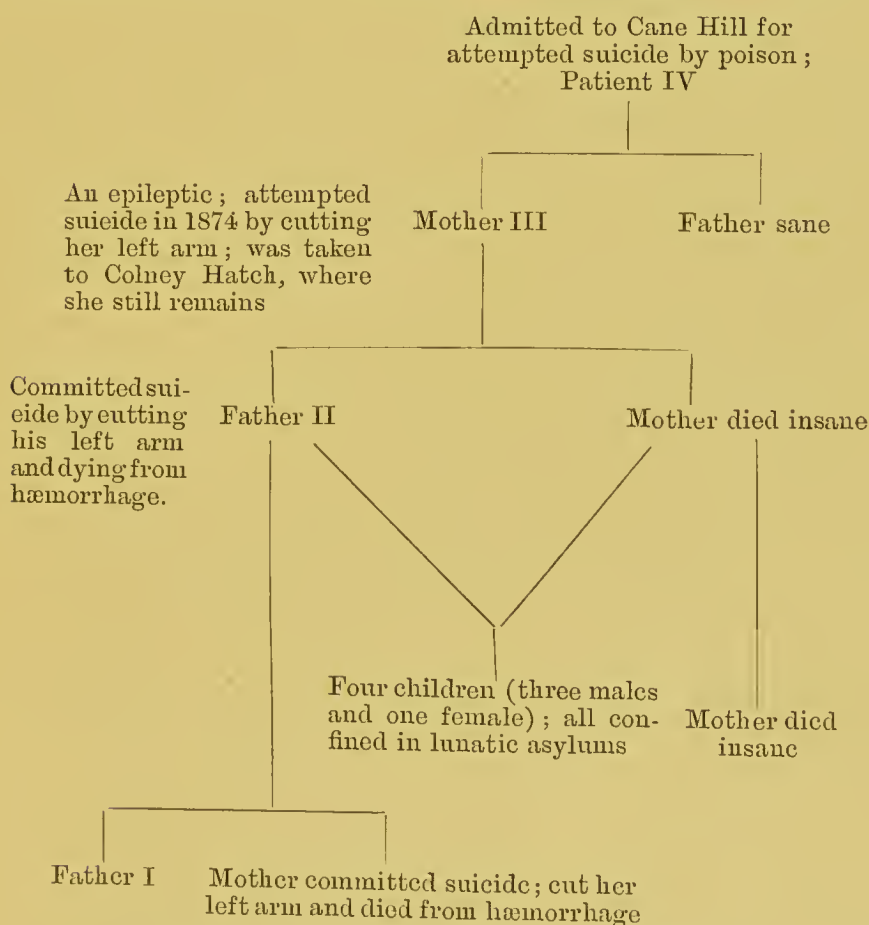 Admitted to Cane Hill for
attempted suicide by poison ;
Patient IV
An epileptic ; attempted
suicide in 1874 by cutting
her left arm ; was taken
to Colney Hatch, where
she still remains
Mother III
Father sane
Committed sui-
cide by cutting
his left arm
and dying from
hæmorrhage.
Father II
Mother died insane
Four children (three males
and one female) ; all con-
fined in lunatic asylums
Mother died
insane
Father I
Mother committed suicide ; cut her
left arm and died from hæmorrhage